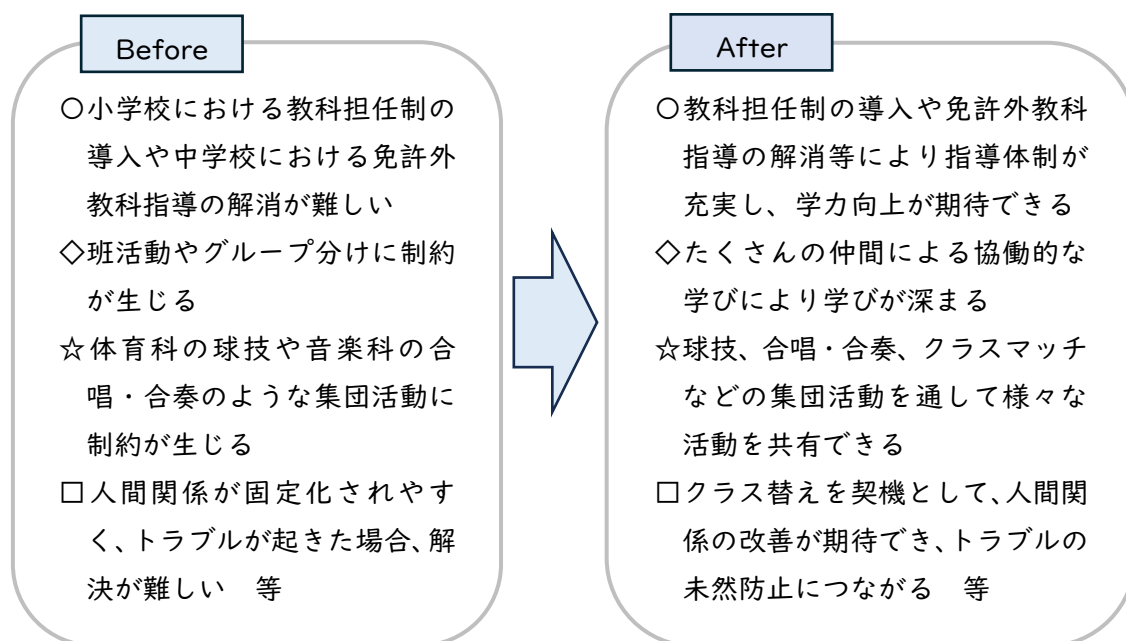 Before
○小学校における教科担任制の
導入や中学校における免許外
教科指導の解消が難しい
◇班活動やグループ分けに制約
が生じる
☆体育科の球技や音楽科の合
唱・合奏のような集団活動に
制約が生じる
□人間関係が固定化されやす
く、トラブルが起きた場合、解
決が難しい　等
After
○教科担任制の導入や免許外教科
指導の解消等により指導体制が
充実し、学力向上が期待できる
◇たくさんの仲間による協働的な
学びにより学びが深まる
☆球技、合唱・合奏、クラスマッチ
などの集団活動を通して様々な
活動を共有できる
□クラス替えを契機として、人間関
係の改善が期待でき、トラブルの
未然防止につながる　等